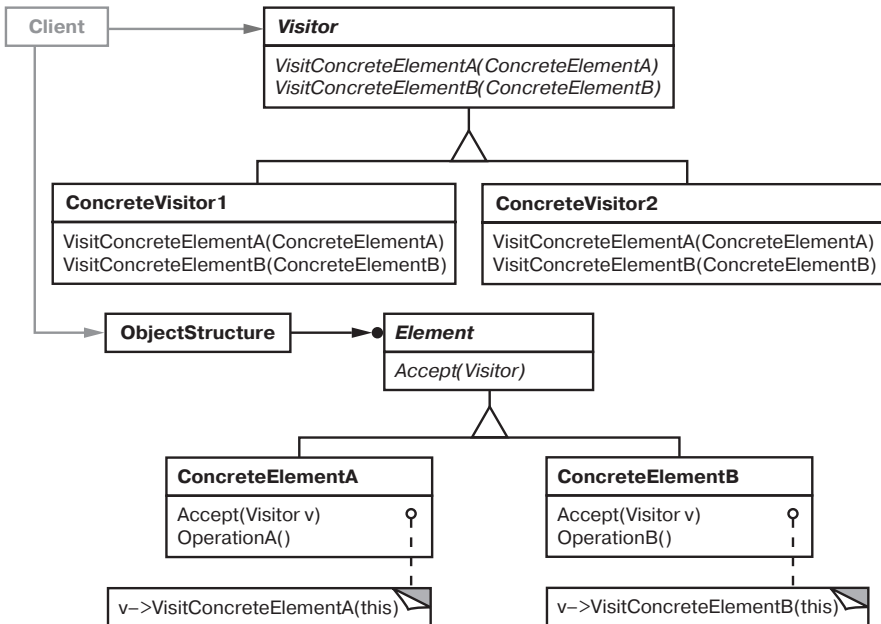 Client
Visitor
VisitConcreteElementA(ConcreteElementA)
VisitConcreteElementB(ConcreteElementB)
ConcreteVisitor1
VisitConcreteElementA(ConcreteElementA)
VisitConcreteElementB(ConcreteElementB)
ConcreteVisitor2
VisitConcreteElementA(ConcreteElementA)
VisitConcreteElementB(ConcreteElementB)
ObjectStructure
Element
Accept(Visitor)
ConcreteElementA
Accept(Visitor v)
OperationA()
ConcreteElementB
Accept(Visitor v)
OperationB()
v–>VisitConcreteElementA(this)
v–>VisitConcreteElementB(this)